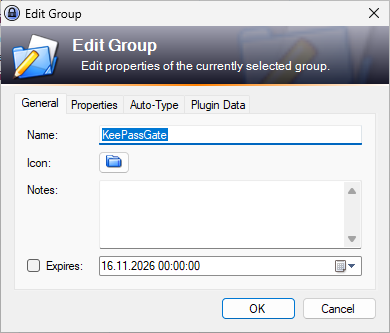 Edit Group
Edit Group
Edit properties of the currently selected group.
General Properties Auto-Type Plugin Data
Name: KeePassGate
Icon:
Notes:
Expires: 16.11.2026 00:00:00
OK Cancel